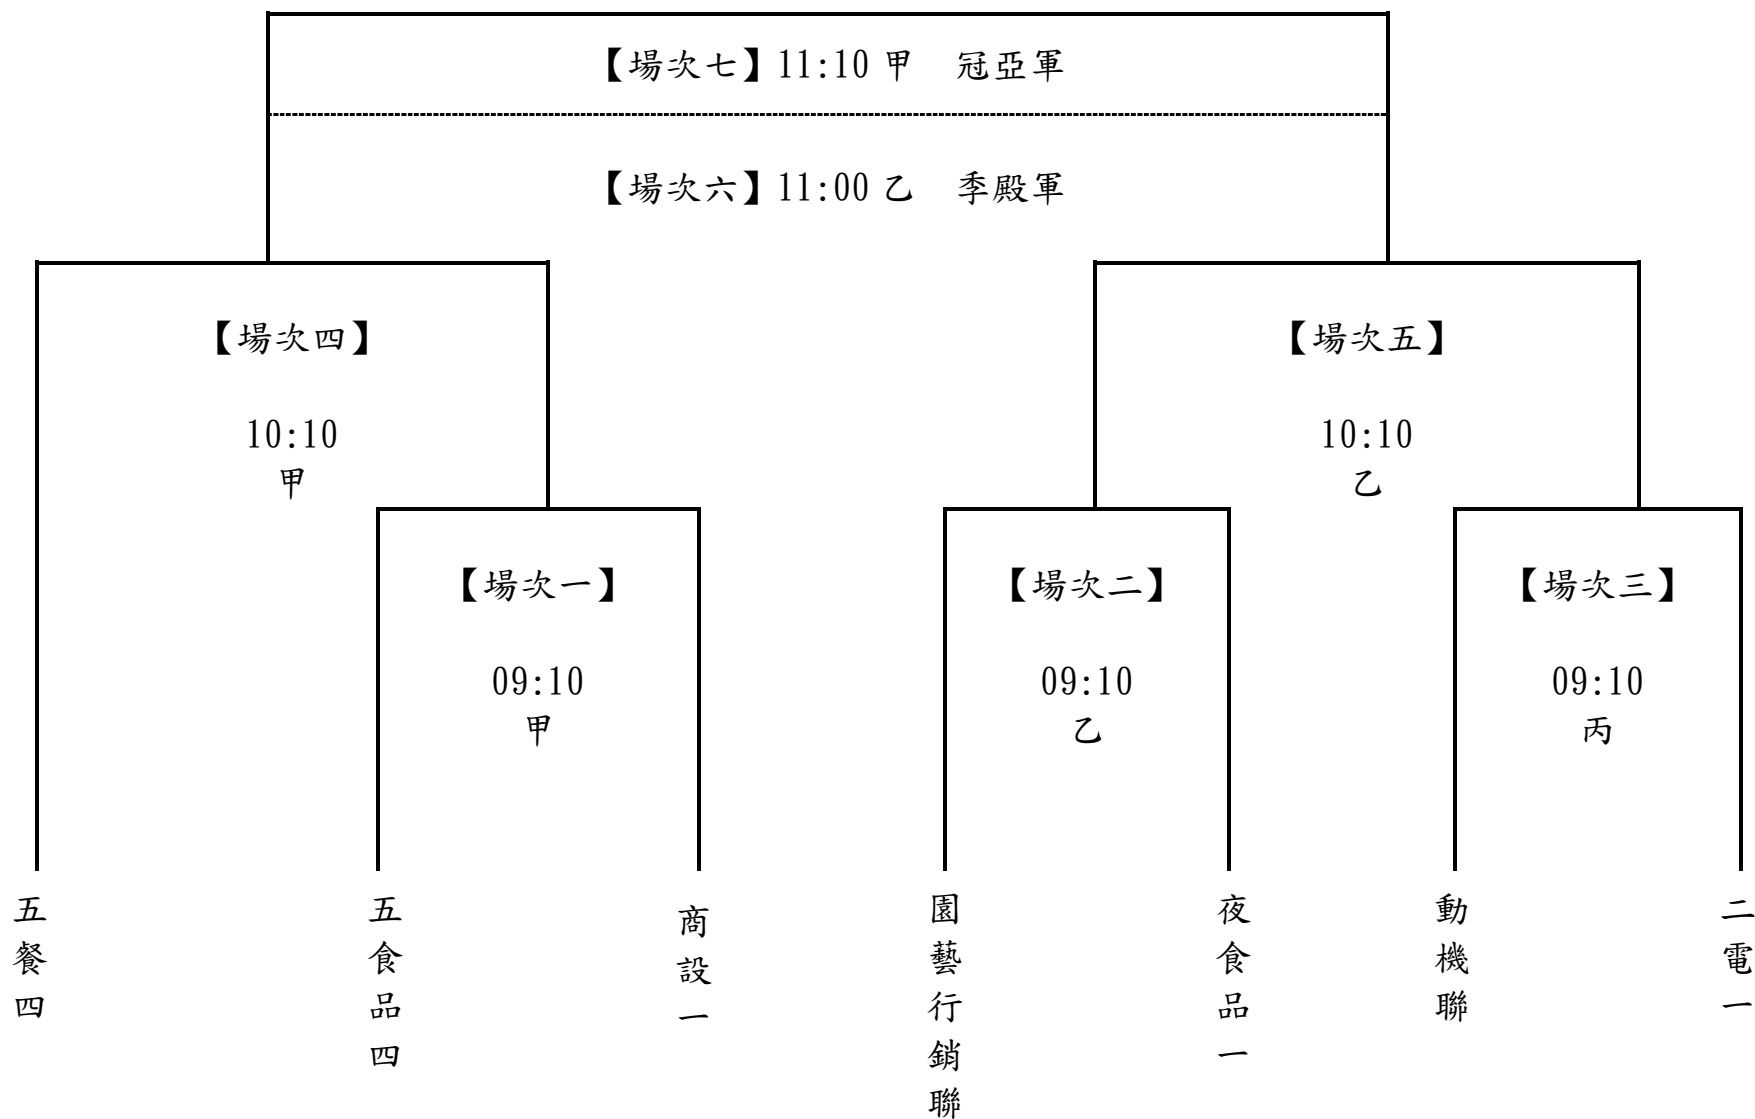 【場次七】11:10 甲　冠亞軍
【場次六】11:00 乙　季殿軍
【場次四】
10:10
甲
【場次五】
10:10
乙
【場次一】
09:10
甲
【場次二】
09:10
乙
【場次三】
09:10
丙
五餐四
五食品四
商設一
園藝行銷聯
夜食品一
動機聯
二電一